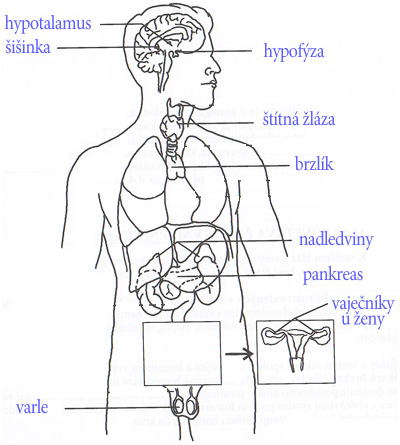 hypotalamus
šišinka
hypofýza
štítná žláza
brzlík
nadledviny
pankreas
vaječníky
u ženy
varle